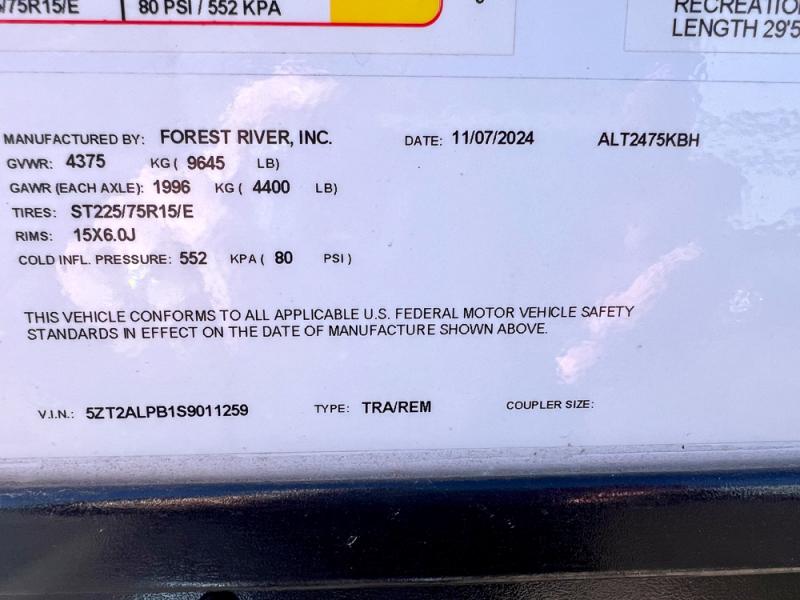 /75R15/E 80 PSI / 552 KPA
RECREATIO
LENGTH 29'5
MANUFACTURED BY: FOREST RIVER, INC. DATE: 11/07/2024 ALT2475KBH
GVWR: 4375 KG ( 9645 LB)
GAWR (EACH AXLE): 1996 KG ( 4400 LB)
TIRES: ST225/75R15/E
RIMS: 15X6.0J
COLD INFL. PRESSURE: 552 KPA ( 80 PSI )
THIS VEHICLE CONFORMS TO ALL APPLICABLE U.S. FEDERAL MOTOR VEHICLE SAFETY
STANDARDS IN EFFECT ON THE DATE OF MANUFACTURE SHOWN ABOVE.
V.I.N.: 5ZT2ALPB1S9011259 TYPE: TRA/REM COUPLER SIZE: